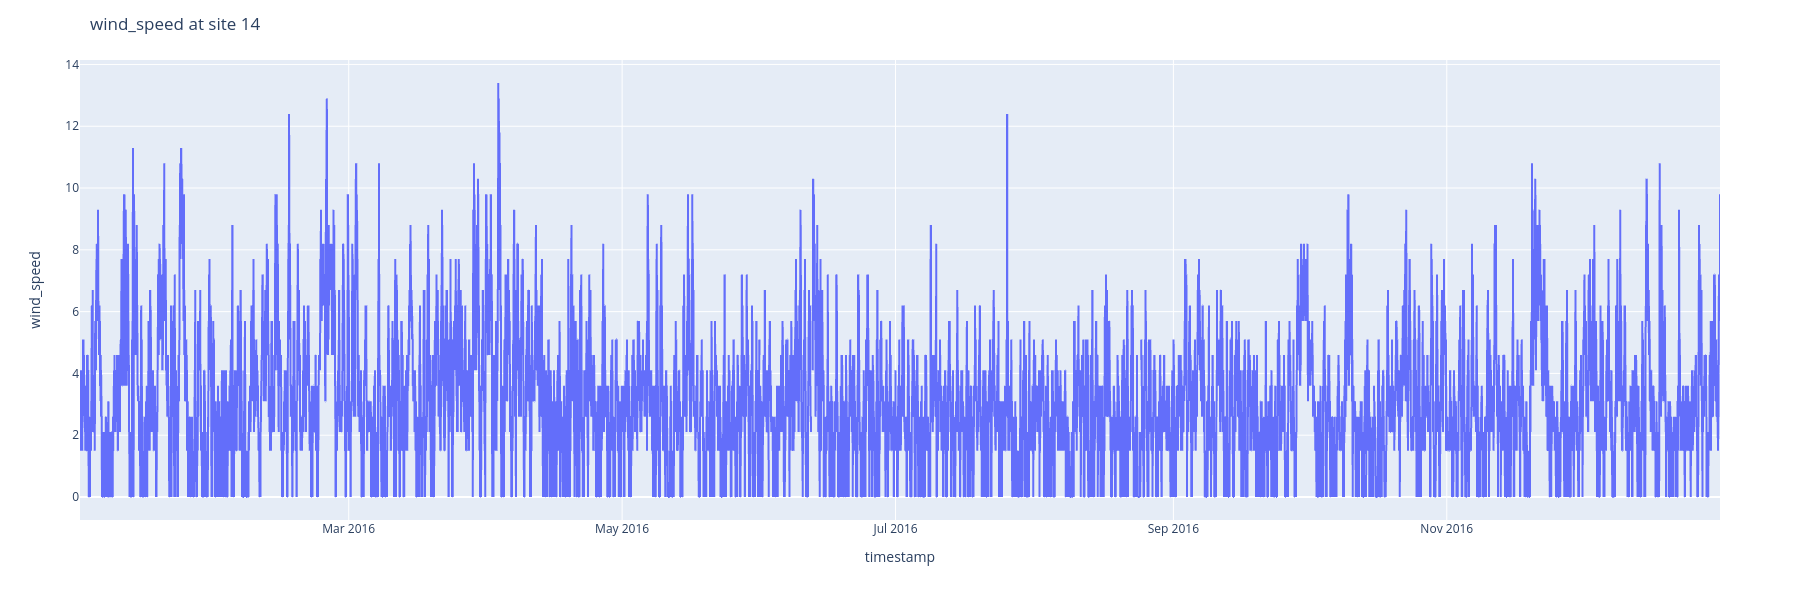 wind_speed at site 14
wind_speed
14
12
10
8
6
4
2
0
Mar 2016
May 2016
Jul 2016
Sep 2016
Nov 2016
timestamp